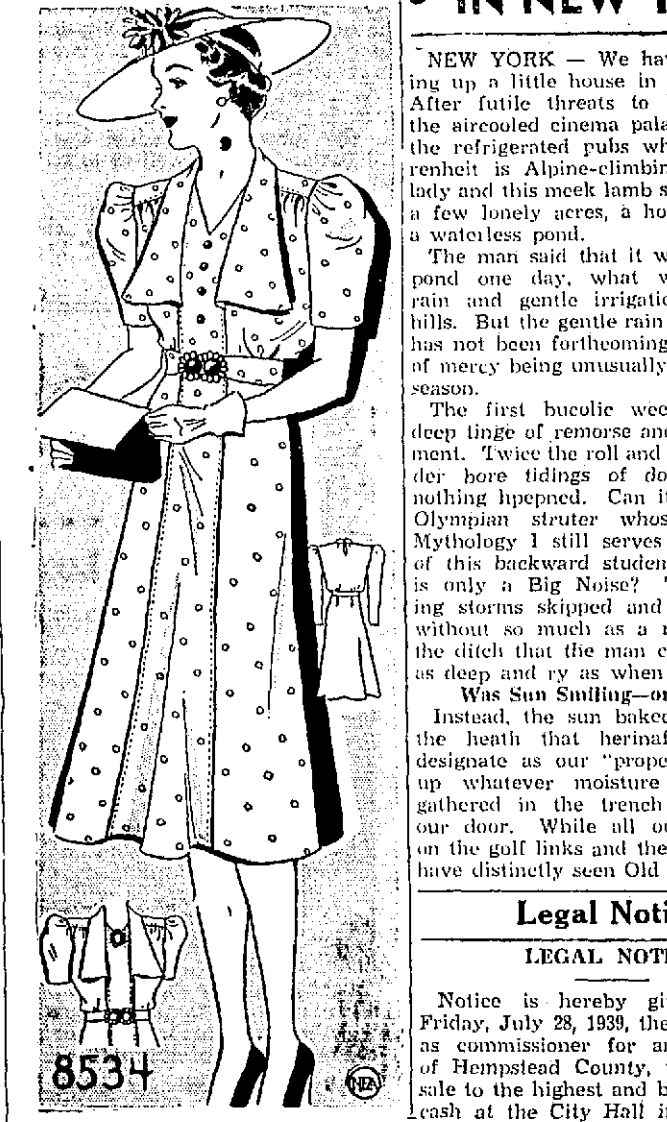 IN NEW
NEW YORK — We hav
ing up a little house in
After futile threats to
the aircooled cinema pala
the refrigerated pubs wh
renheit is Alpine-climbin
lady and this meek lamb s
a few lonely acres, a ho
a waterless pond.
The man said that it w
pond one day, what w
rain and gentle irrigatio
hills. But the gentle rain
has not been forthcoming
of mercy being unusually
season.
The first bucolic wee
deep tinge of remorse and
ment. Twice the roll and
der bore tidings of do
nothing hpepned. Can it
Olympian struter whos
Mythology 1 still serves
of this backward studen
is only a Big Noise?
ing storms skipped and
without so much as a r
the ditch that the man c
as deep and ry as when
Was Sun Smiling—or
Instead, the sun baked
the heath that herinaf
designate as our "prope
up whatever moisture
gathered in the trench
our door. While all ou
on the golf links and the
have distinctly seen Old
Legal Noti
LEGAL NOTI
Notice is hereby gi
Friday, July 28, 1939, the
as commissioner for an
of Hempstead County,
sale to the highest and b
cash at the City Hall i
8534
NEA